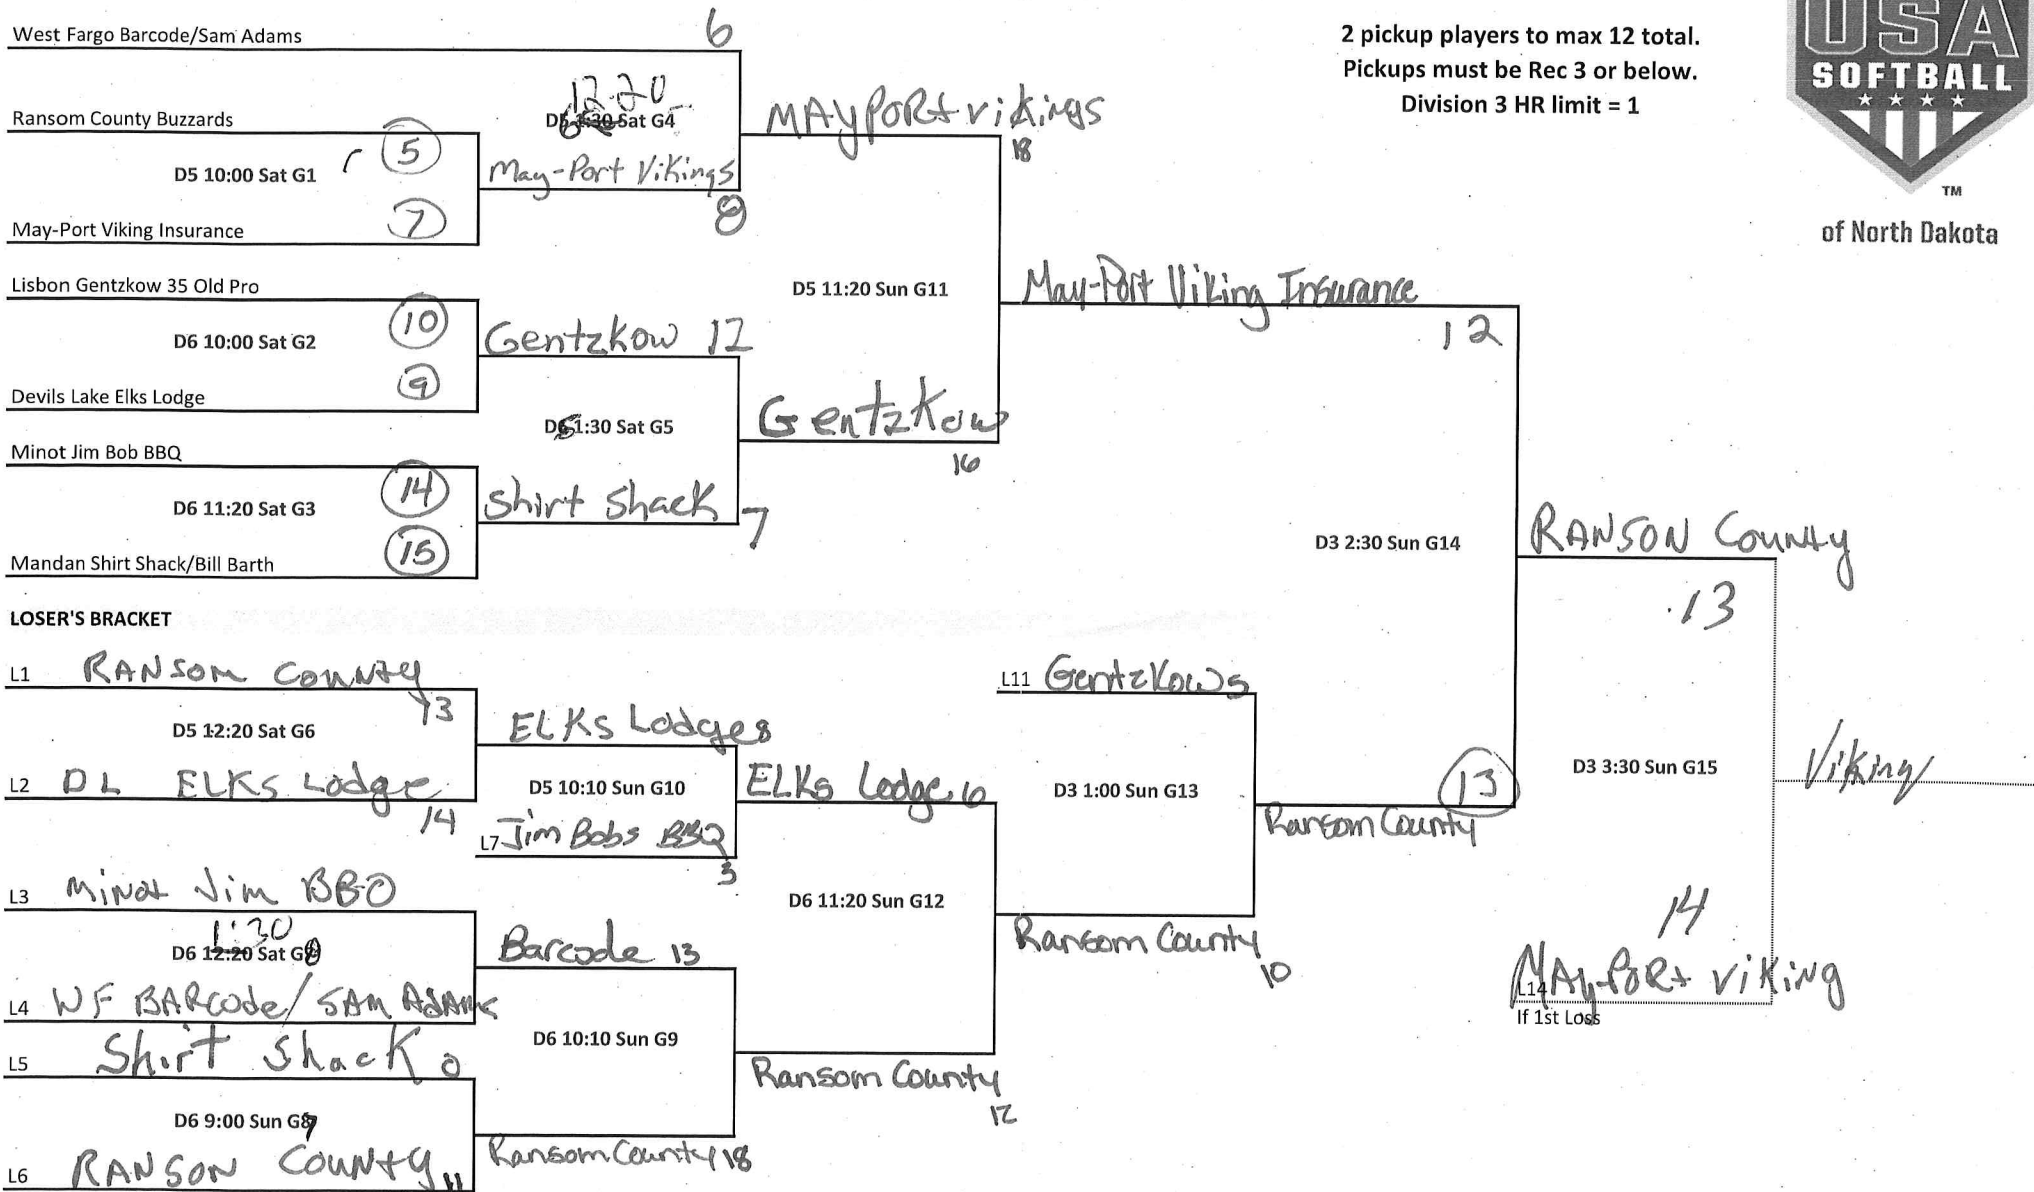 West Fargo Barcode/Sam Adams
6
2 pickup players to max 12 total.
Pickups must be Rec 3 or below.
Division 3 HR limit = 1
USA
SOFTBALL
TM
of North Dakota
12:20
Sat G4
Ransom County Buzzards
5
D5 10:00 Sat G1
May-Port Vikings
8
May-Port Viking Insurance
7
MAYPORt vikings
18
Lisbon Gentzkow 35 Old Pro
10
D6 10:00 Sat G2
Gentzkow 12
Devils Lake Elks Lodge
9
1:30 Sat G5
Minot Jim Bob BBQ
14
D6 11:20 Sat G3
Shirt Shack 7
Mandan Shirt Shack/Bill Barth
15
Gentzkow
16
D5 11:20 Sun G11
May-Port Viking Insurance
12
D3 2:30 Sun G14
RANSON County
13
LOSER'S BRACKET
L1 RANSOM COUNTY
13
D5 12:20 Sat G6
L2 DL ELKS Lodge
14
ELKS Lodge 8
D5 10:10 Sun G10
L7 Jim Bobs BBQ
3
ELKs Lodge 6
L3 Minot Jim BBQ
1:30
D6 12:20 Sat
L4 WF BARcode/SAM AdAMs
Barcode 13
D6 10:10 Sun G9
L5 Shirt Shack 0
D6 9:00 Sun
L6 RANSON COUNtY 11
Ransom County 18
Ransom County
12
D6 11:20 Sun G12
L11 Gentzkows
D3 1:00 Sun G13
Ransom County
10
Ransom County
13
D3 3:30 Sun G15
Viking
14
MAy-PORt viKiNG
L14
If 1st Loss